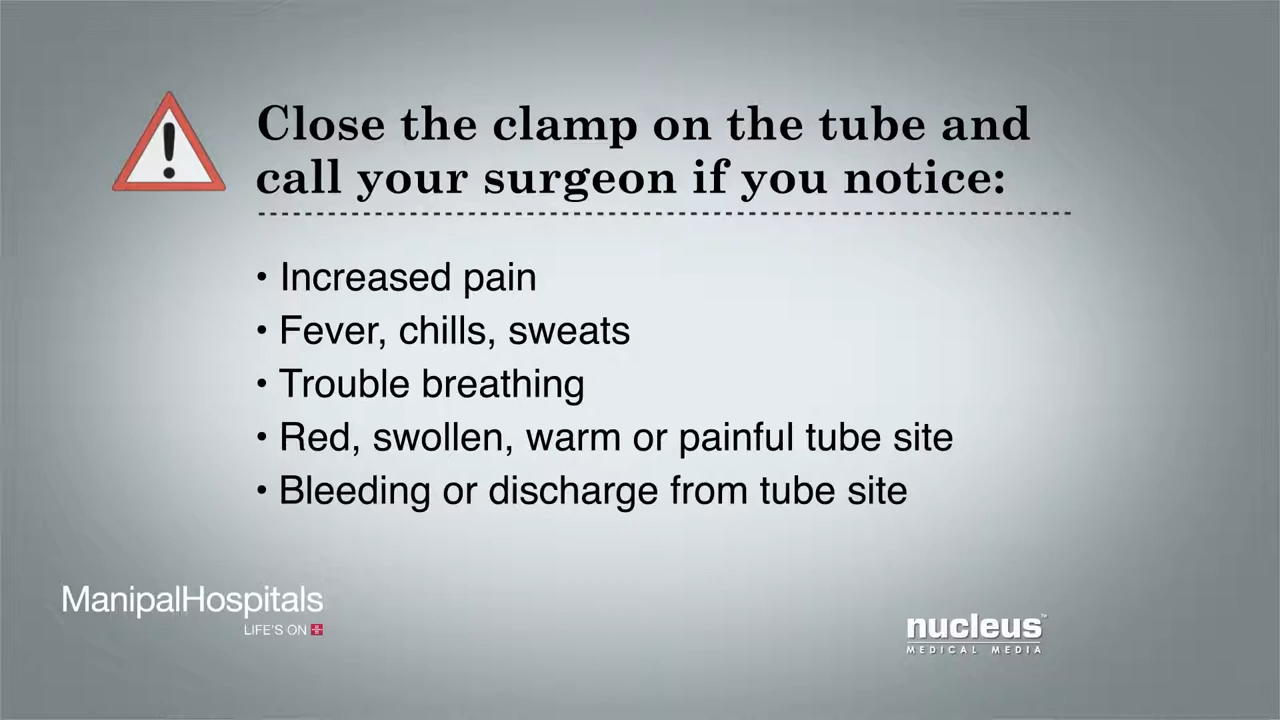 Close the clamp on the tube and
call your surgeon if you notice:
• Increased pain
• Fever, chills, sweats
• Trouble breathing
• Red, swollen, warm or painful tube site
• Bleeding or discharge from tube site
ManipalHospitals
LIFE'S ON
nucleus™
MEDICAL MEDIA